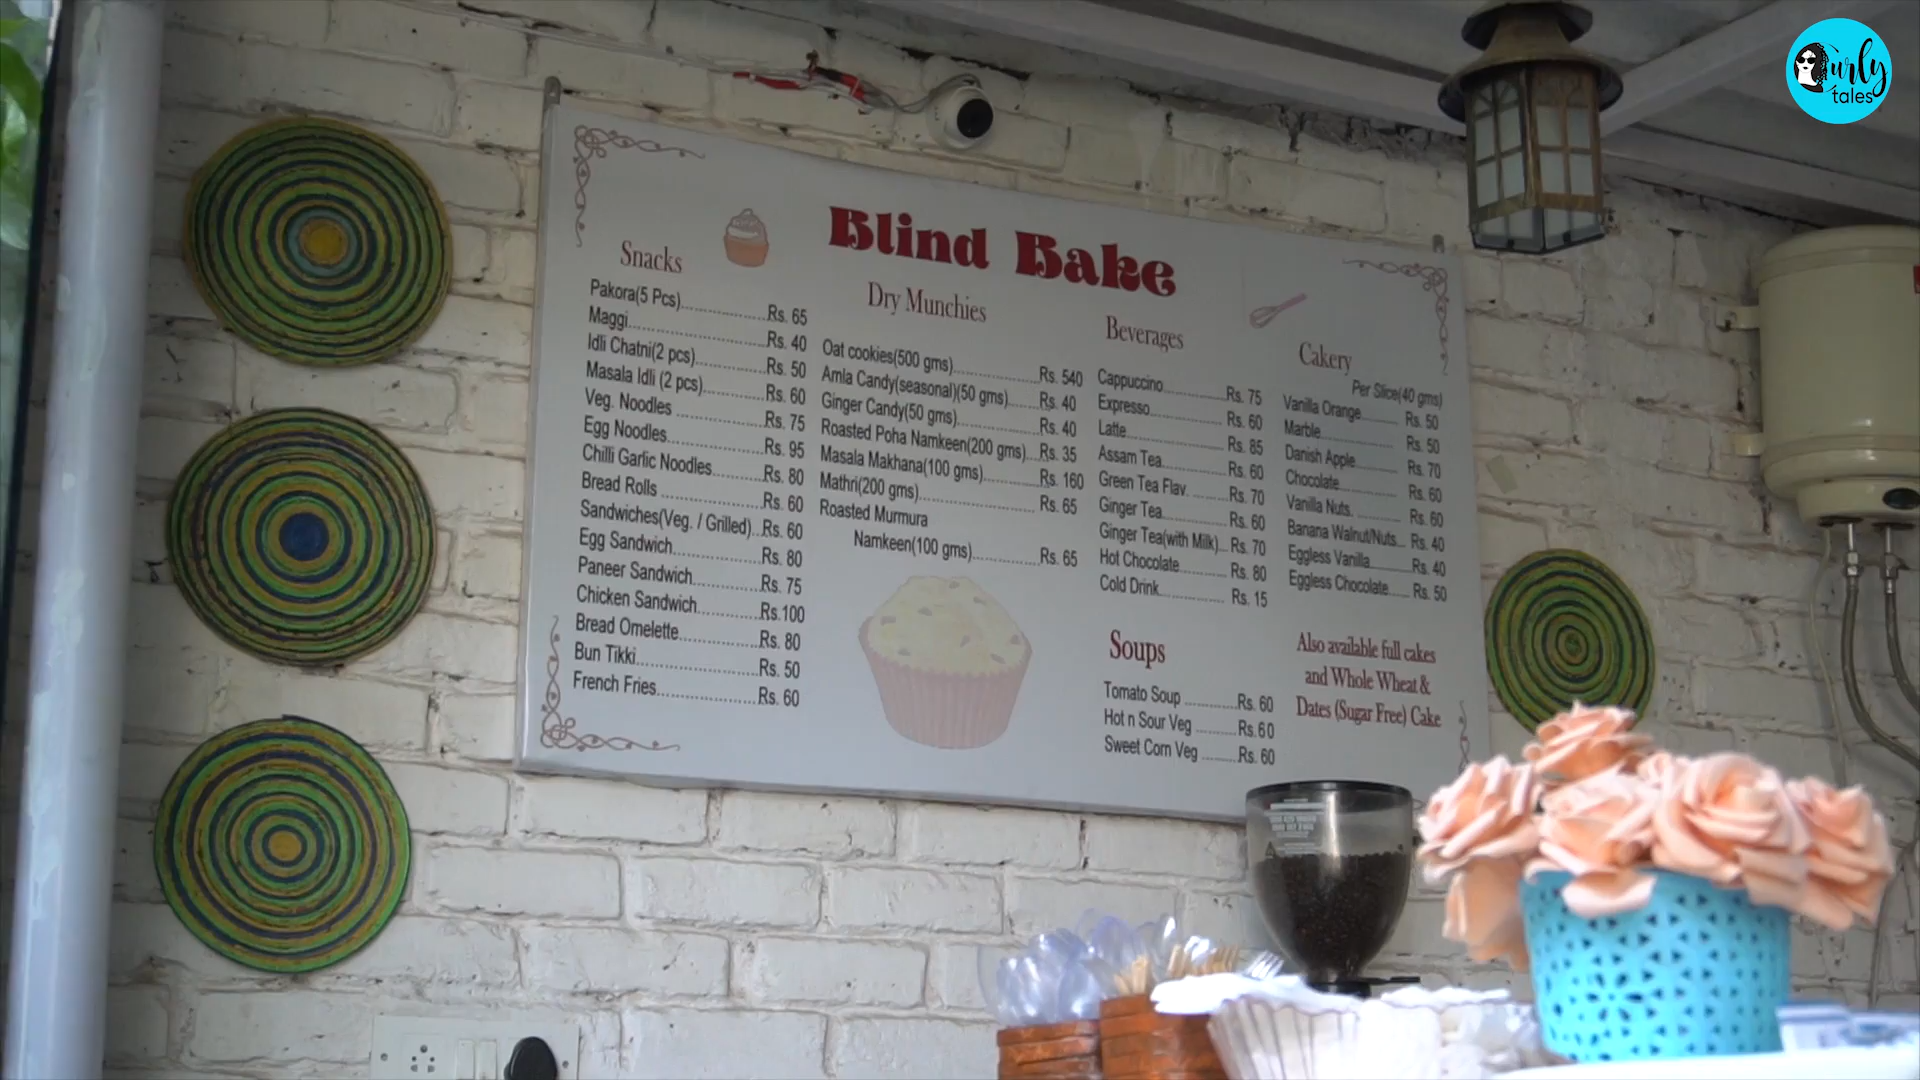 Curly tales
Blind Bake
Snacks
Pakora(5 Pcs)....................Rs. 65
Maggi................................Rs. 40
Idli Chatni(2 pcs)................Rs. 50
Masala Idli (2 pcs)..............Rs. 60
Veg. Noodles ....................Rs. 75
Egg Noodles......................Rs. 95
Chilli Garlic Noodles...........Rs. 80
Bread Rolls .......................Rs. 60
Sandwiches(Veg. / Grilled)...Rs. 60
Egg Sandwich....................Rs. 80
Paneer Sandwich...............Rs. 75
Chicken Sandwich..............Rs.100
Bread Omelette..................Rs. 80
Bun Tikki...........................Rs. 50
French Fries......................Rs. 60
Dry Munchies
Oat cookies(500 gms)....................Rs. 540
Amla Candy(seasonal)(50 gms)........Rs. 40
Ginger Candy(50 gms)....................Rs. 40
Roasted Poha Namkeen(200 gms)...Rs. 35
Masala Makhana(100 gms)..............Rs. 160
Mathri(200 gms)............................Rs. 65
Roasted Murmura
Namkeen(100 gms)................Rs. 65
Beverages
Cappuccino..............Rs. 75
Expresso.................Rs. 60
Latte.......................Rs. 85
Assam Tea...............Rs. 60
Green Tea Flav. .........Rs. 70
Ginger Tea...............Rs. 60
Ginger Tea(with Milk)...Rs. 70
Hot Chocolate...........Rs. 80
Cold Drink................Rs. 15
Soups
Tomato Soup ............Rs. 60
Hot n Sour Veg .........Rs.60
Sweet Corn Veg ........Rs. 60
Cakery
Per Slice(40 gms)
Vanilla Orange.........Rs. 50
Marble....................Rs. 50
Danish Apple...........Rs. 70
Chocolate...............Rs. 60
Vanilla Nuts. ...........Rs. 60
Banana Walnut/Nuts...Rs. 40
Eggless Vanilla.........Rs. 40
Eggless Chocolate......Rs. 50
Also available full cakes
and Whole Wheat &
Dates (Sugar Free) Cake